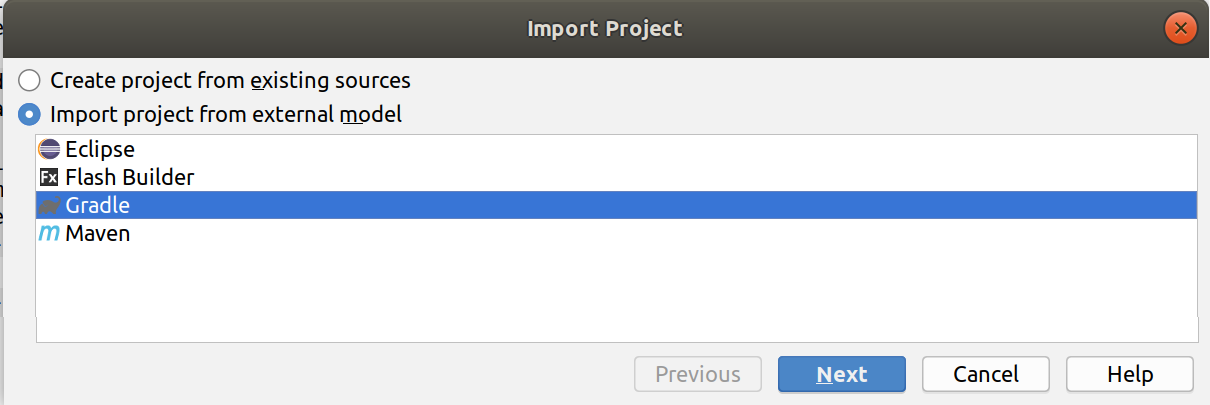 Import Project
Create project from existing sources
Import project from external model
Eclipse
Fx Flash Builder
Gradle
m Maven
Previous Next Cancel Help